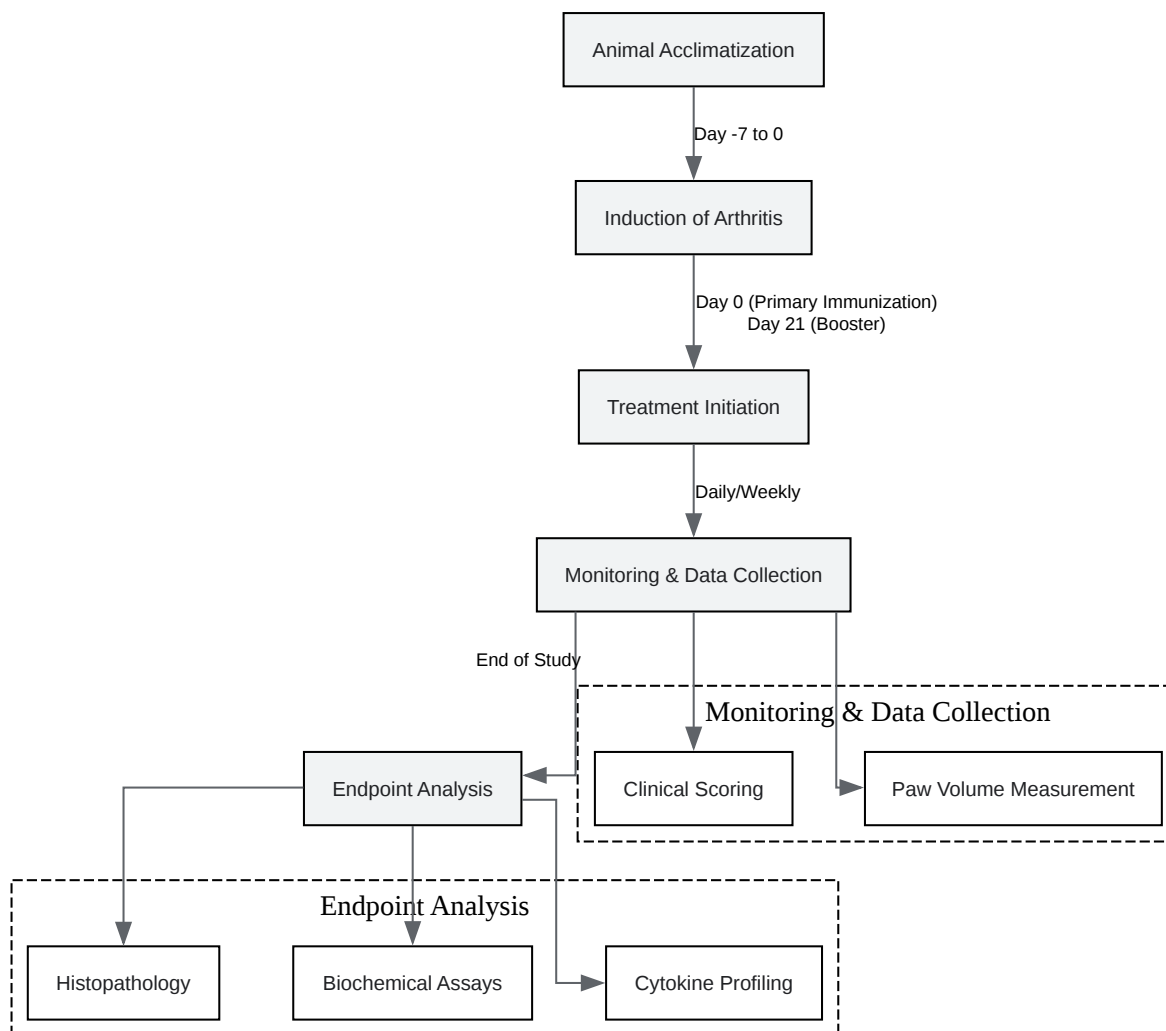 Animal Acclimatization
Day -7 to 0
Induction of Arthritis
Day 0 (Primary Immunization)
Day 21 (Booster)
Treatment Initiation
Daily/Weekly
Monitoring & Data Collection
End of Study
Monitoring & Data Collection
Endpoint Analysis
Clinical Scoring
Paw Volume Measurement
Endpoint Analysis
Histopathology
Biochemical Assays
Cytokine Profiling